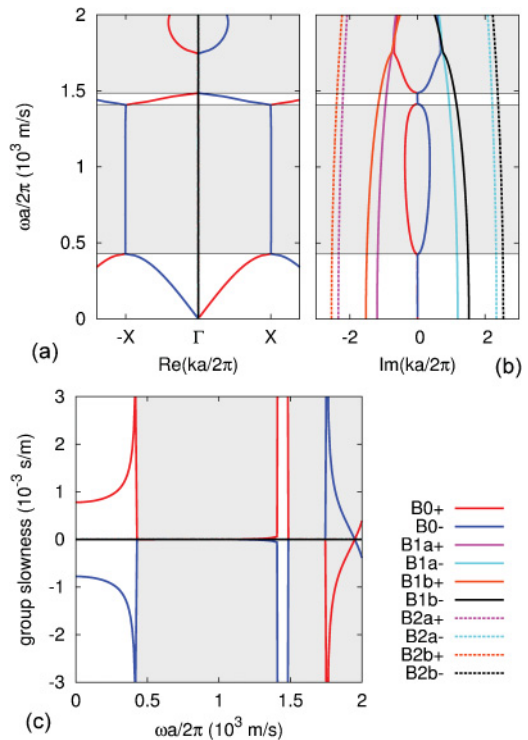 2
1.5
1
0.5
0
ωa/2π (10³ m/s)
-X Γ X
(a) Re(ka/2π)
-2 0 2
Im(ka/2π) (b)
3
2
1
0
-1
-2
-3
group slowness (10⁻³ s/m)
0 0.5 1 1.5 2
(c) ωa/2π (10³ m/s)
B0+
B0-
B1a+
B1a-
B1b+
B1b-
B2a+
B2a-
B2b+
B2b-